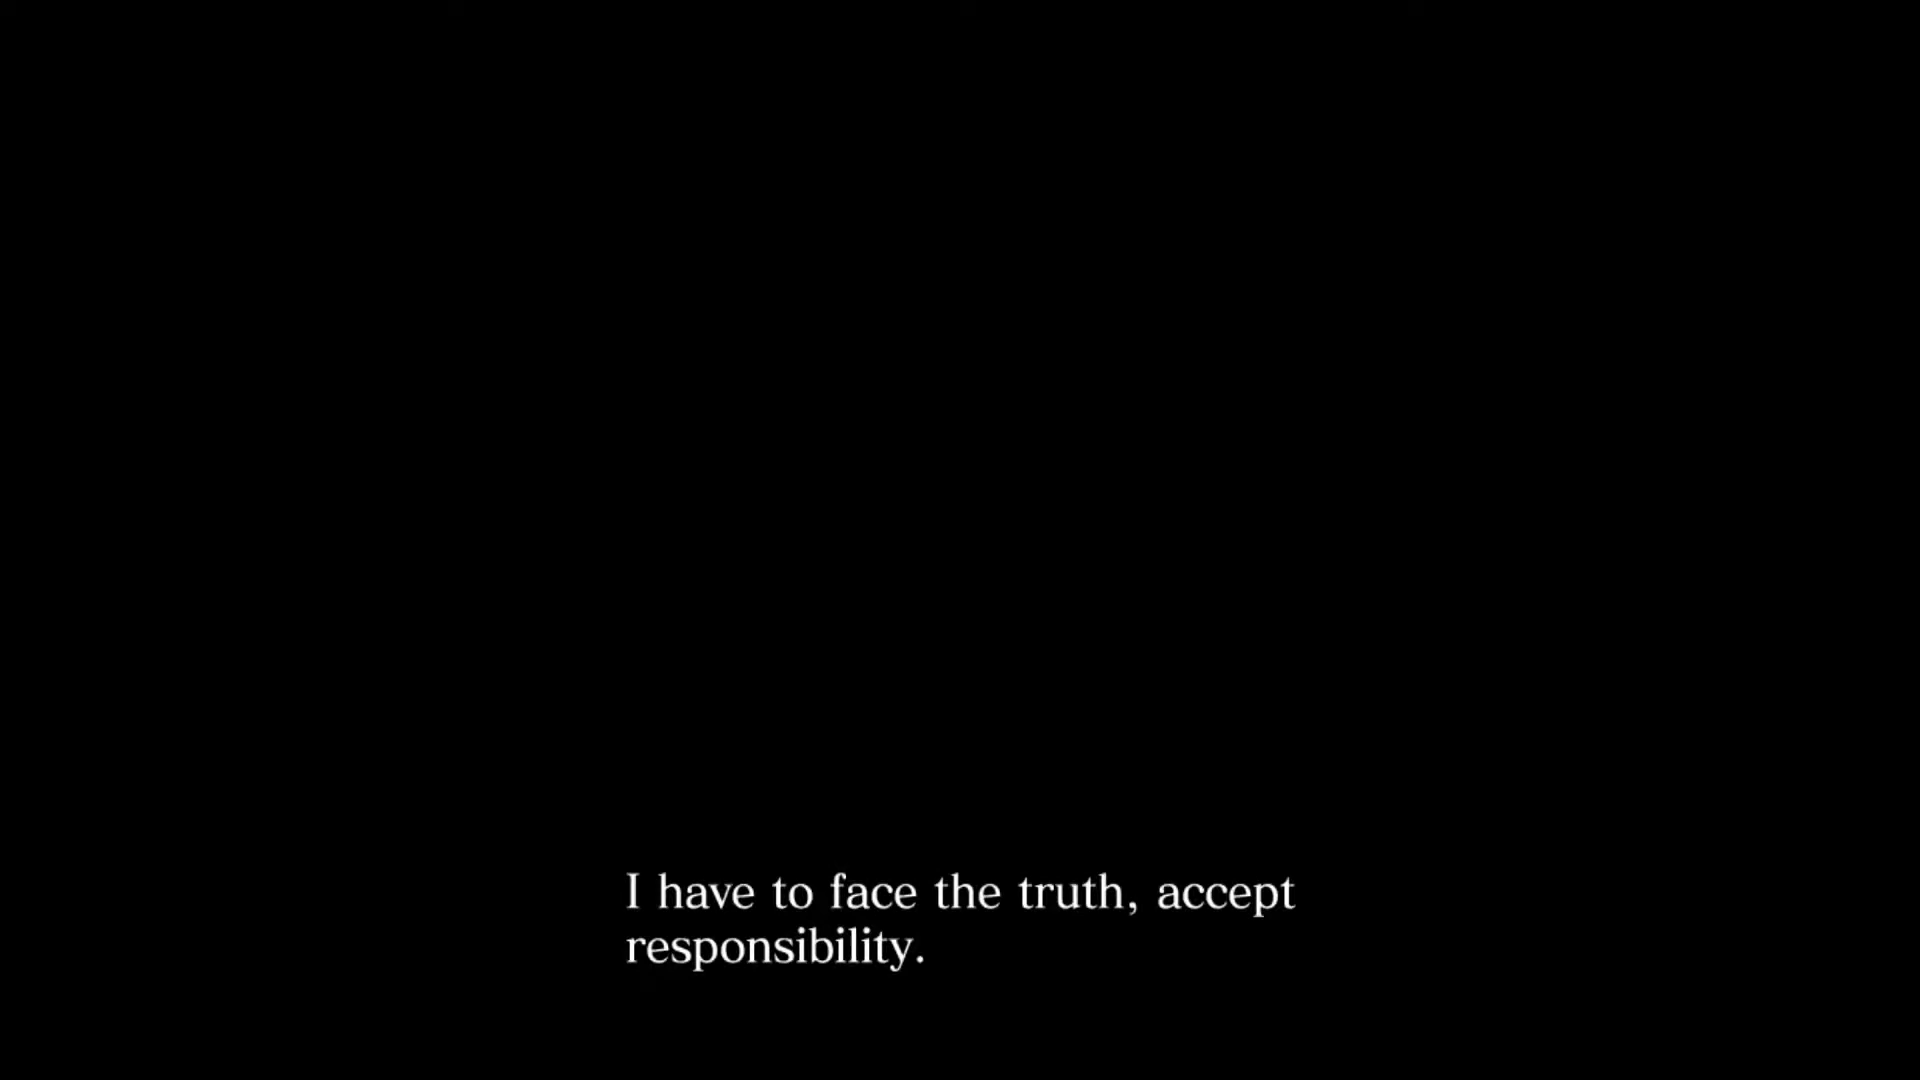 I have to face the truth, accept
responsibility.